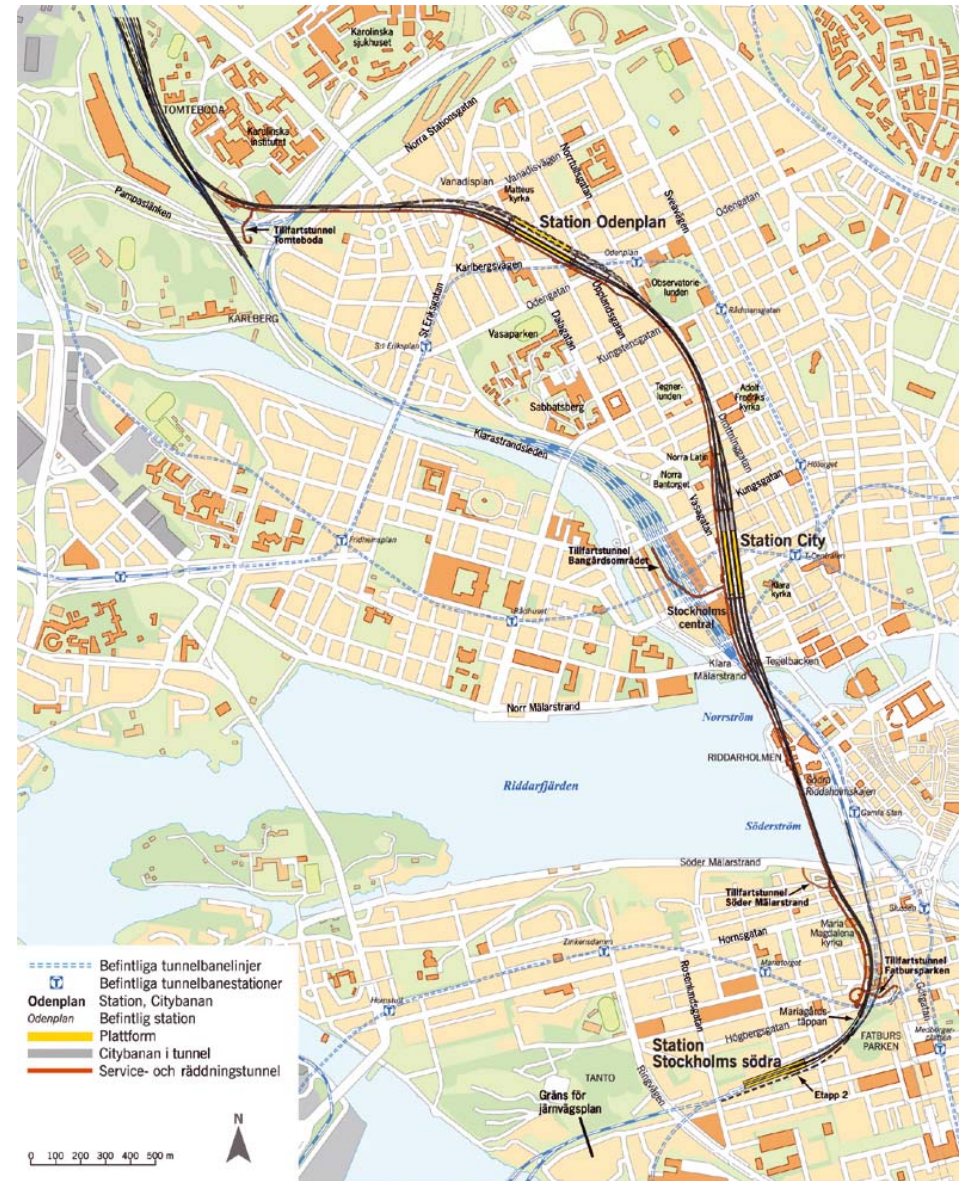 Karolinska
sjukhuset
TOMTEBODA
Karolinska
institutet
Norra Stationsgatan
Pampaslänken
Vanadisplan
Vanadisvägen
Norrtullsgatan
Matteus
kyrka
Sveavägen
Odengatan
Station Odenplan
Tillfartstunnel
Tomteboda
Karlbergsvägen
Odenplan
Observatorie-
lunden
KARLBERG
St Eriksgatan
Odengatan
Upplandsgatan
Rådmansgatan
Vasaparken
Dalagatan
Kungstensgatan
Tegner-
lunden
Adolf
Fredriks
kyrka
Sabbatsberg
Drottninggatan
Klarastrandsleden
Norra Latin
Norra
Bantorget
Hötorget
Kungsgatan
Vasagatan
Fridhemsplan
Tillfartstunnel
Bangårdsområdet
Station City
T-Centralen
Klara
kyrka
Rådhuset
Stockholms
central
Klara
Mälarstrand
Tegelbacken
Norr Mälarstrand
Norrström
RIDDARHOLMEN
Södra
Riddarholmskajen
Riddarfjärden
Gamla Stan
Söderström
Söder Mälarstrand
Tillfartstunnel
Söder Mälarstrand
Slussen
Maria
Magdalena
kyrka
Hornsgatan
Zinkensdamm
Mariatorget
Tillfartstunnel
Fatbursparken
Hornstull
Rosenlundsgatan
Götgatan
Mariagårds-
täppan
Högbergsgatan
FATBURS
PARKEN
Station
Stockholms södra
TANTO
Ringvägen
Etapp 2
Gräns för
järnvägsplan
Befintliga tunnelbanelinjer
T Befintliga tunnelbanestationer
Odenplan Station, Citybanan
Odenplan Befintlig station
Plattform
Citybanan i tunnel
Service- och räddningstunnel
N
0 100 200 300 400 500 m